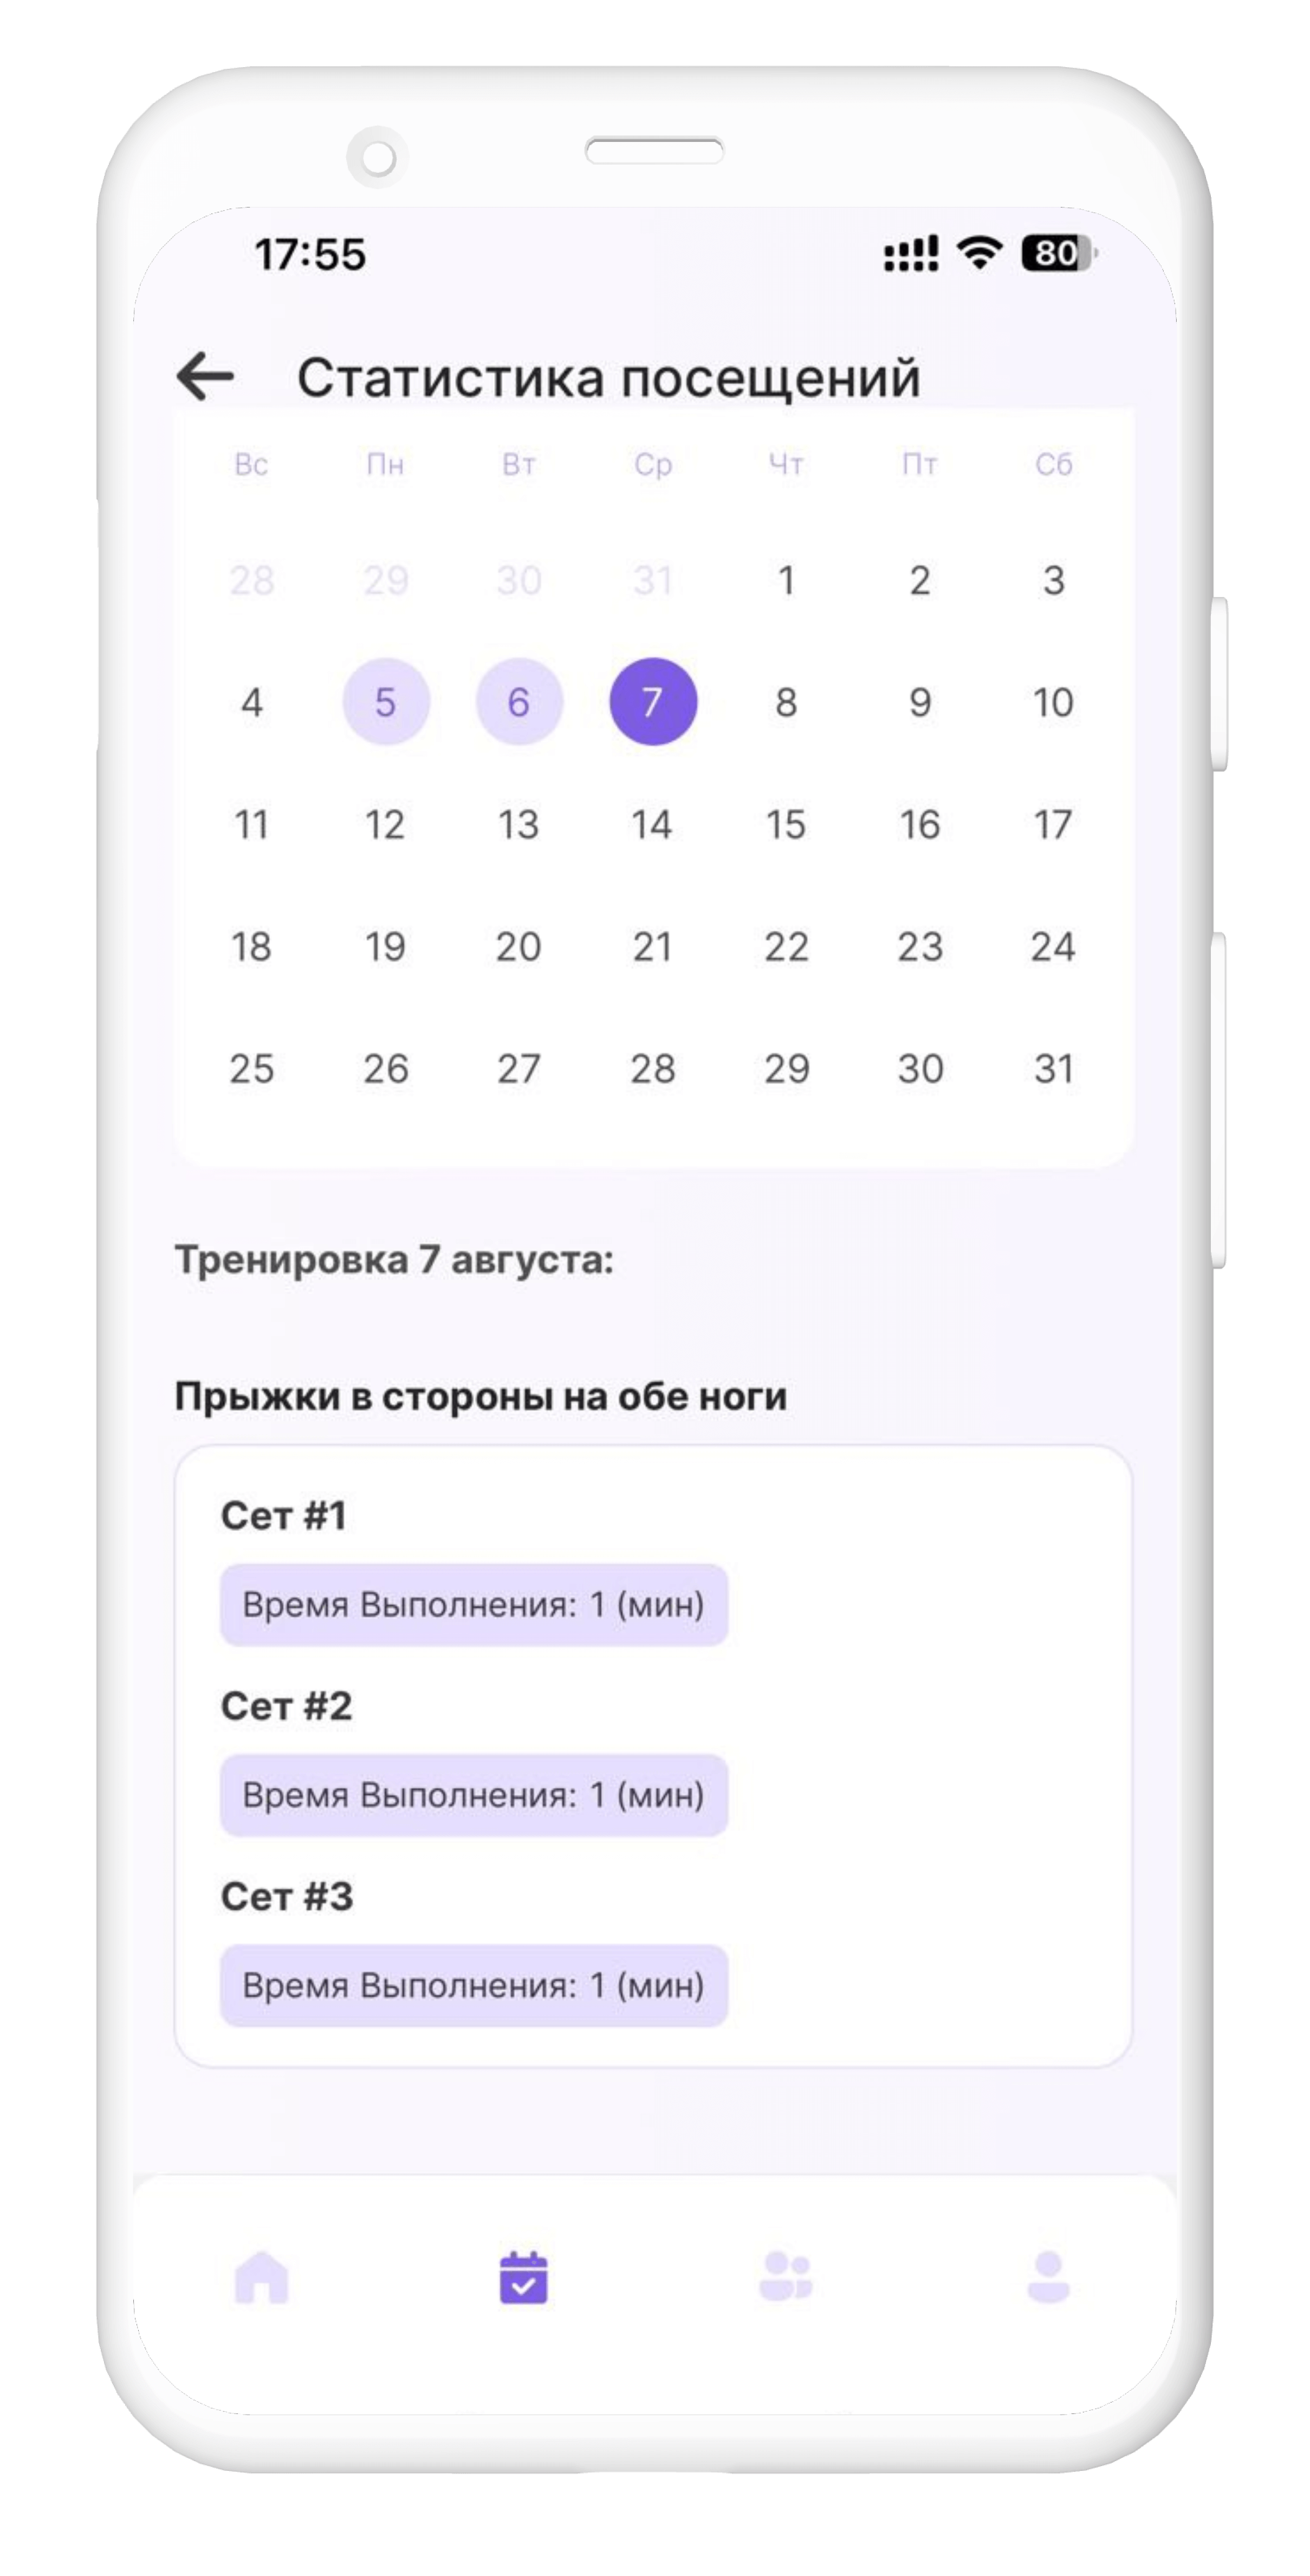 17:55
80
Статистика посещений
Вс Пн Вт Ср Чт Пт Сб
28 29 30 31 1 2 3
4 5 6 7 8 9 10
11 12 13 14 15 16 17
18 19 20 21 22 23 24
25 26 27 28 29 30 31
Тренировка 7 августа:
Прыжки в стороны на обе ноги
Сет #1
Время Выполнения: 1 (мин)
Сет #2
Время Выполнения: 1 (мин)
Сет #3
Время Выполнения: 1 (мин)